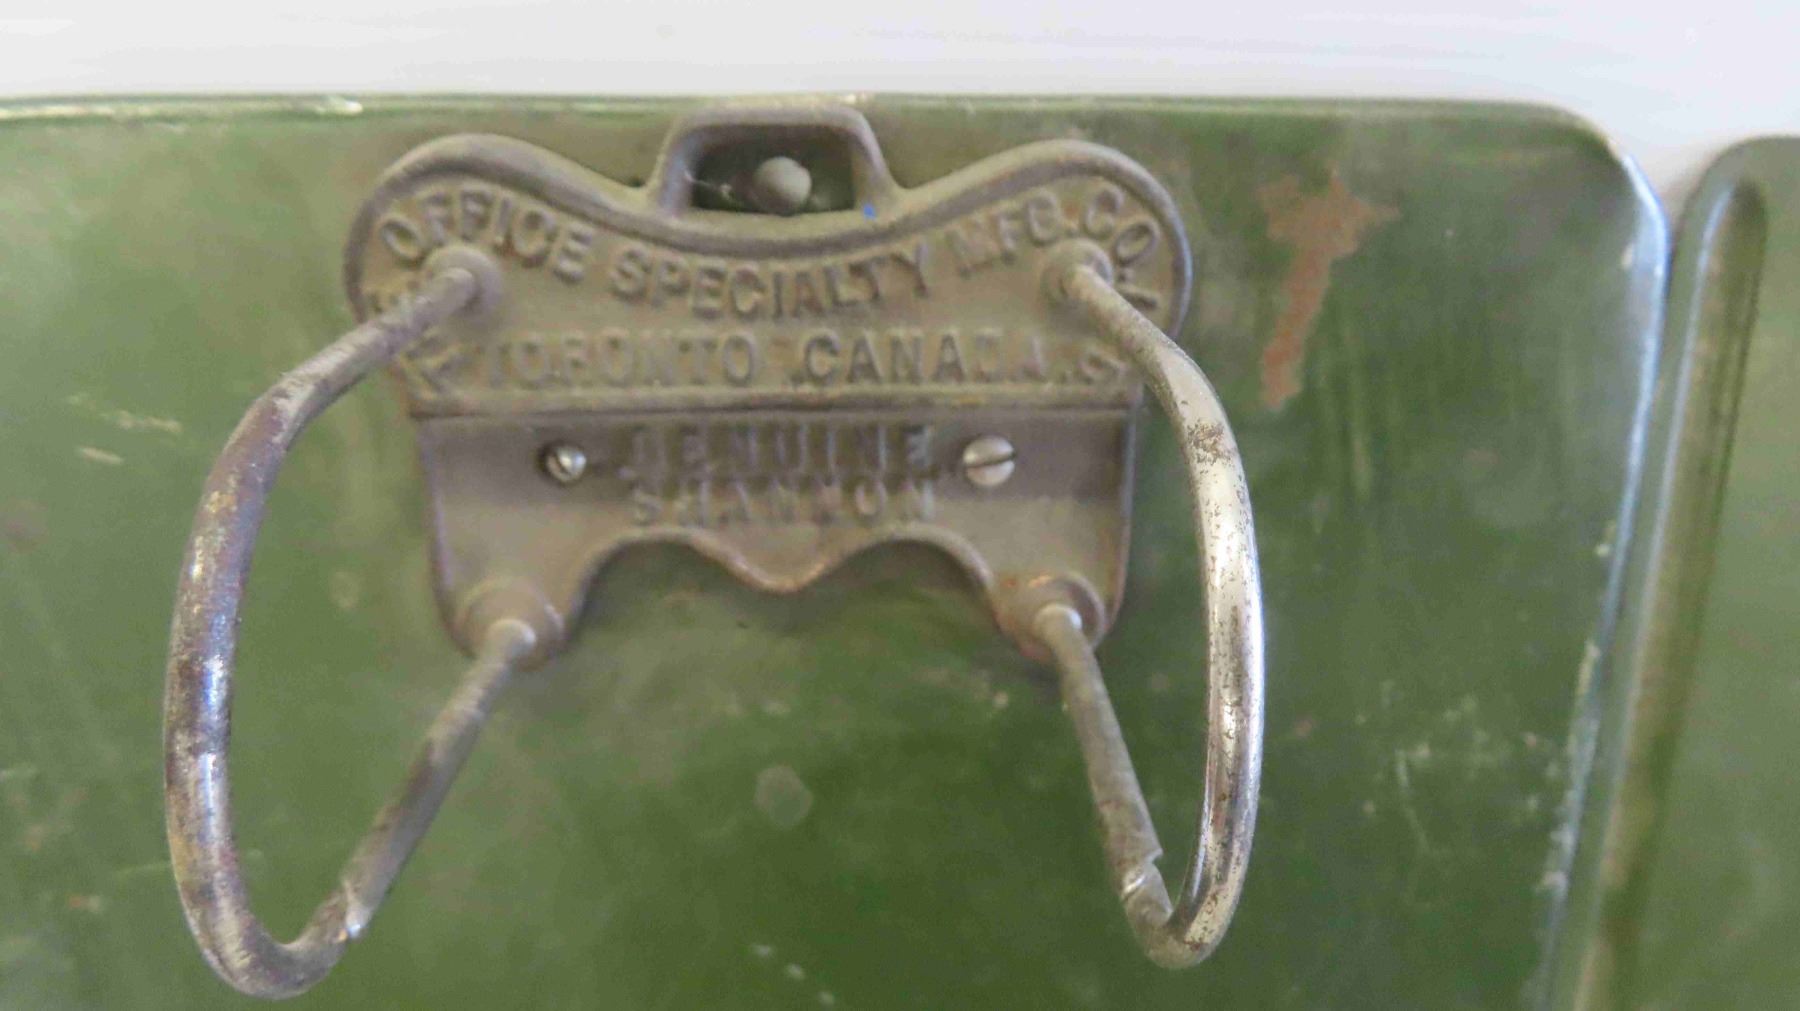 OFFICE SPECIALTY MFG. CO.
TORONTO CANADA
GENUINE
SHANNON